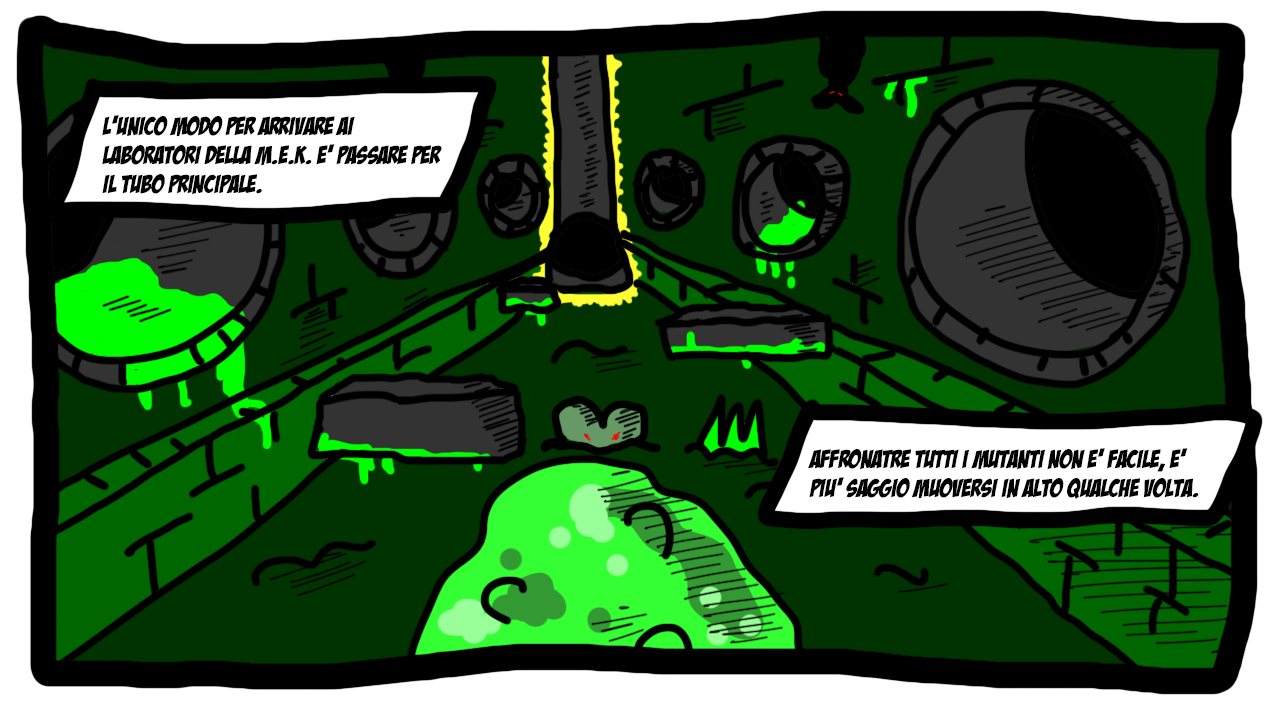 L'UNICO MODO PER ARRIVARE AI
LABORATORI DELLA M.E.K. E' PASSARE PER
IL TUBO PRINCIPALE.
AFFRONATRE TUTTI I MUTANTI NON E' FACILE, E'
PIU' SAGGIO MUOVERSI IN ALTO QUALCHE VOLTA.